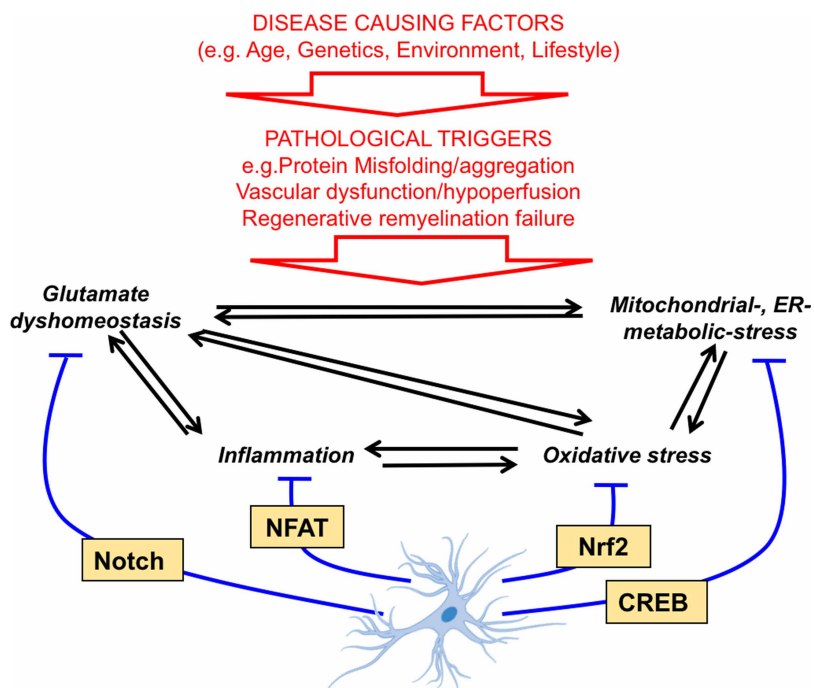 DISEASE CAUSING FACTORS
(e.g. Age, Genetics, Environment, Lifestyle)
PATHOLOGICAL TRIGGERS
e.g.Protein Misfolding/aggregation
Vascular dysfunction/hypoperfusion
Regenerative remyelination failure
Glutamate
dyshomeostasis
Mitochondrial-, ER-
metabolic-stress
Inflammation
Oxidative stress
NFAT
Nrf2
Notch
CREB